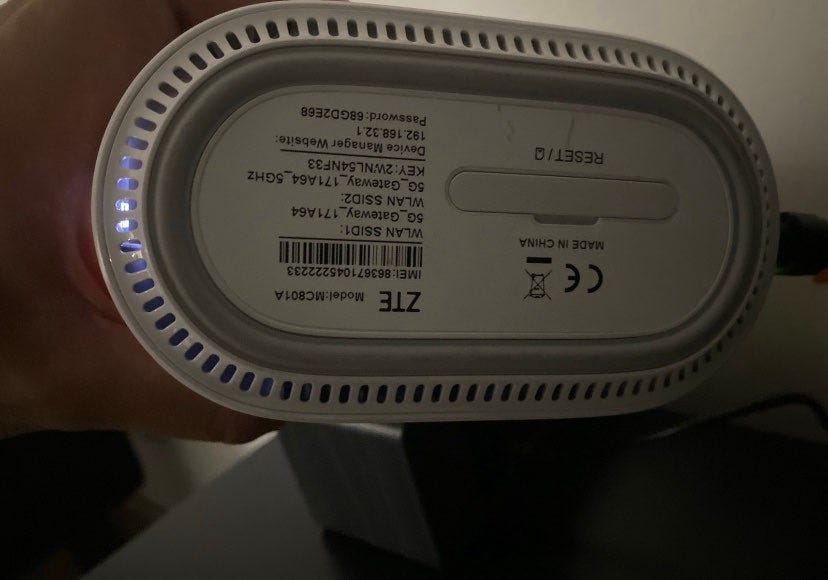 ZTE Model:MC801A
IMEI:863671045222233
WLAN SSID1:
5G_Gateway_171A64
WLAN SSID2:
5G_Gateway_171A64_5GHz
KEY:2WNL54NF33
Device Manager Website:
192.168.32.1
Password:68GD2E68
CE
MADE IN CHINA
RESET/